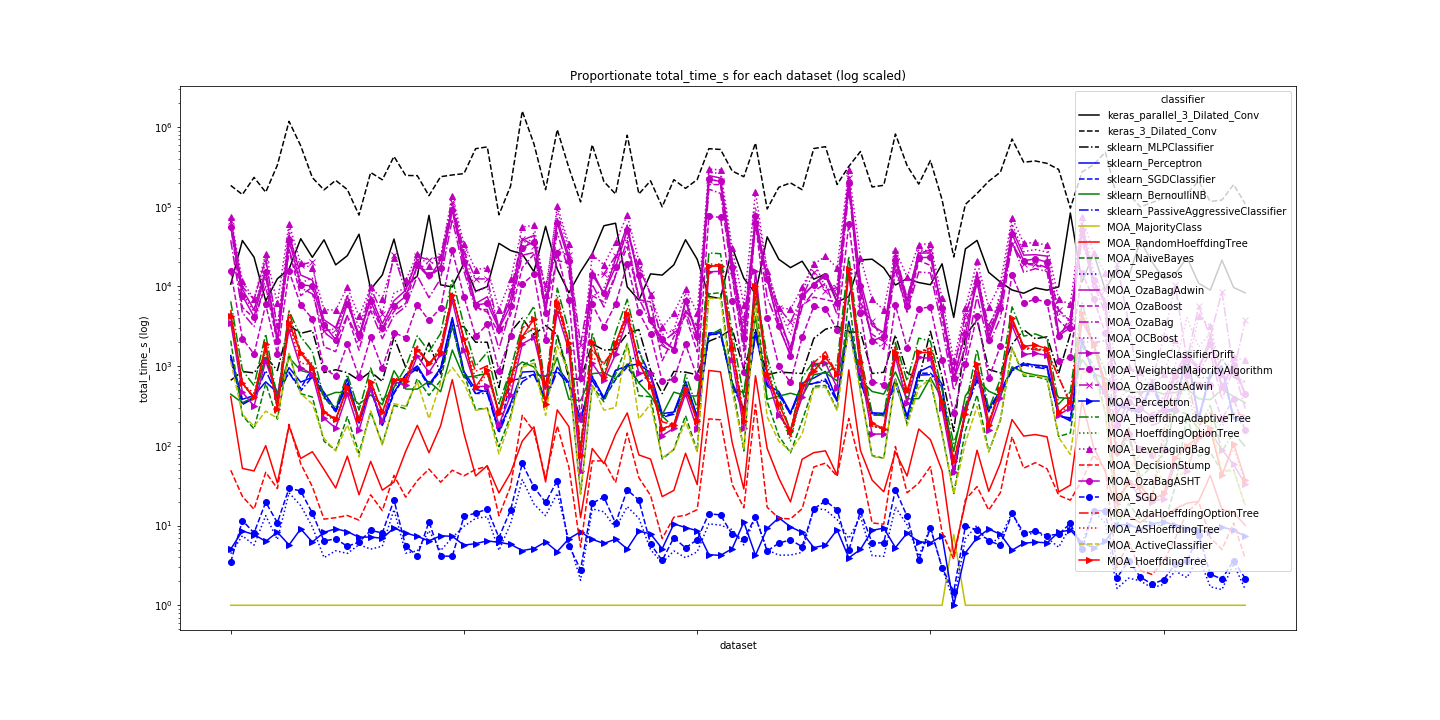 Proportionate total_time_s for each dataset (log scaled)
total_time_s (log)
10⁶
10⁵
10⁴
10³
10²
10¹
10⁰
dataset
classifier
keras_parallel_3_Dilated_Conv
keras_3_Dilated_Conv
sklearn_MLPClassifier
sklearn_Perceptron
sklearn_SGDClassifier
sklearn_BernoulliNB
sklearn_PassiveAggressiveClassifier
MOA_MajorityClass
MOA_RandomHoeffdingTree
MOA_NaiveBayes
MOA_SPegasos
MOA_OzaBagAdwin
MOA_OzaBoost
MOA_OzaBag
MOA_OCBoost
MOA_SingleClassifierDrift
MOA_WeightedMajorityAlgorithm
MOA_OzaBoostAdwin
MOA_Perceptron
MOA_HoeffdingAdaptiveTree
MOA_HoeffdingOptionTree
MOA_LeveragingBag
MOA_DecisionStump
MOA_OzaBagASHT
MOA_SGD
MOA_AdaHoeffdingOptionTree
MOA_ASHoeffdingTree
MOA_ActiveClassifier
MOA_HoeffdingTree